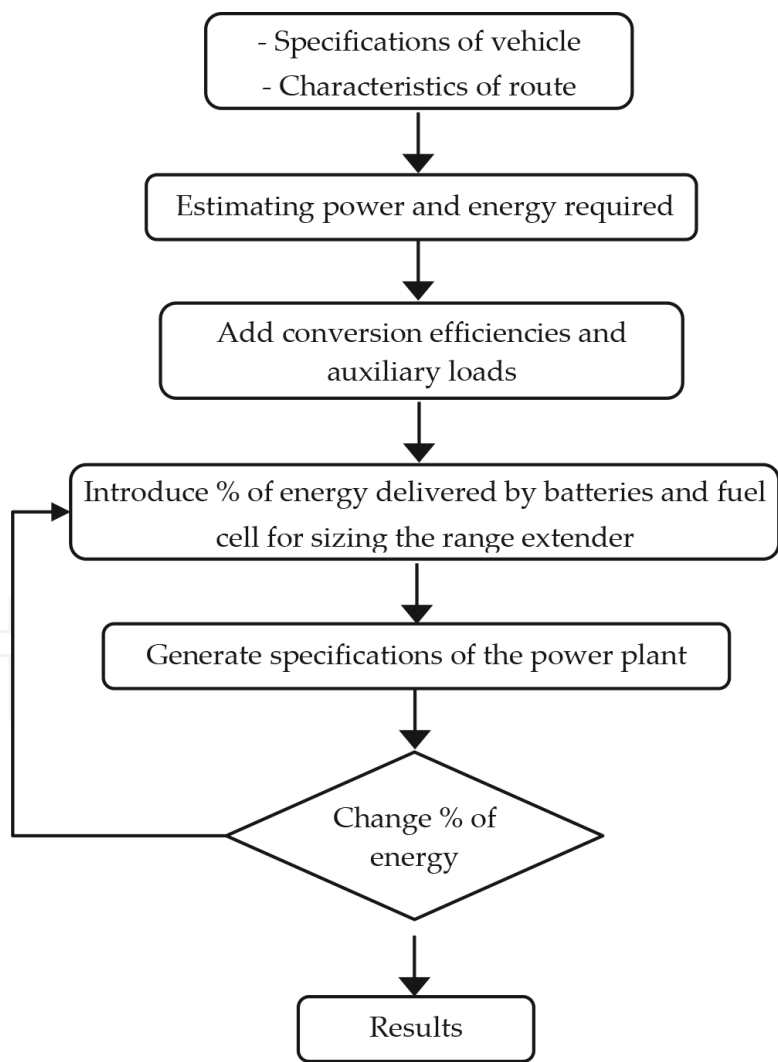 - Specifications of vehicle
- Characteristics of route
Estimating power and energy required
Add conversion efficiencies and
auxiliary loads
Introduce % of energy delivered by batteries and fuel
cell for sizing the range extender
Generate specifications of the power plant
Change % of
energy
Results